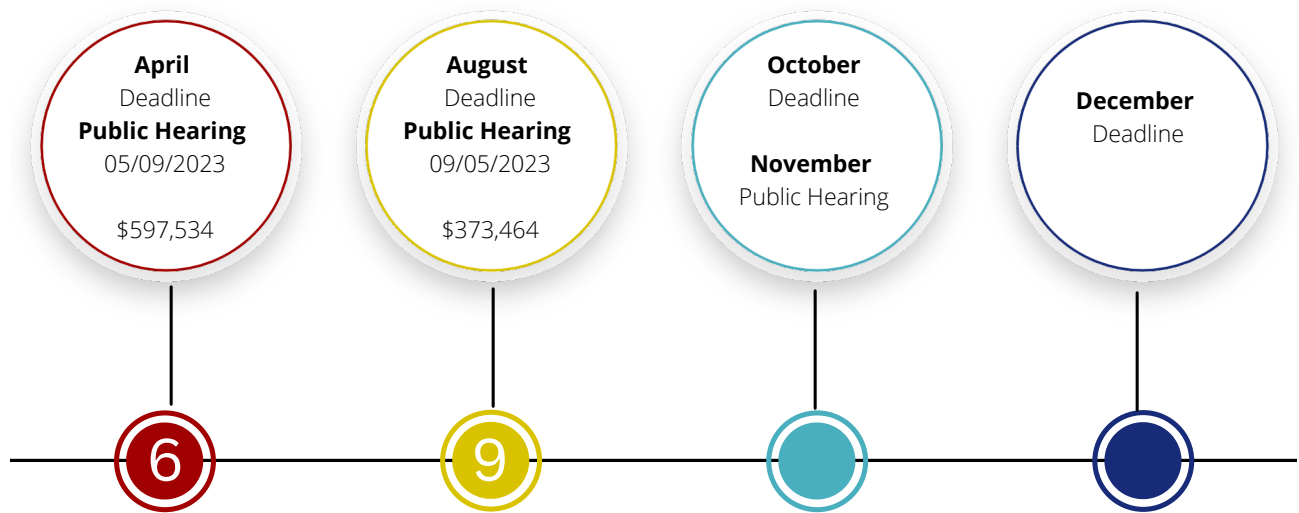 April
Deadline
Public Hearing
05/09/2023
$597,534
August
Deadline
Public Hearing
09/05/2023
$373,464
October
Deadline
November
Public Hearing
December
Deadline
6
9